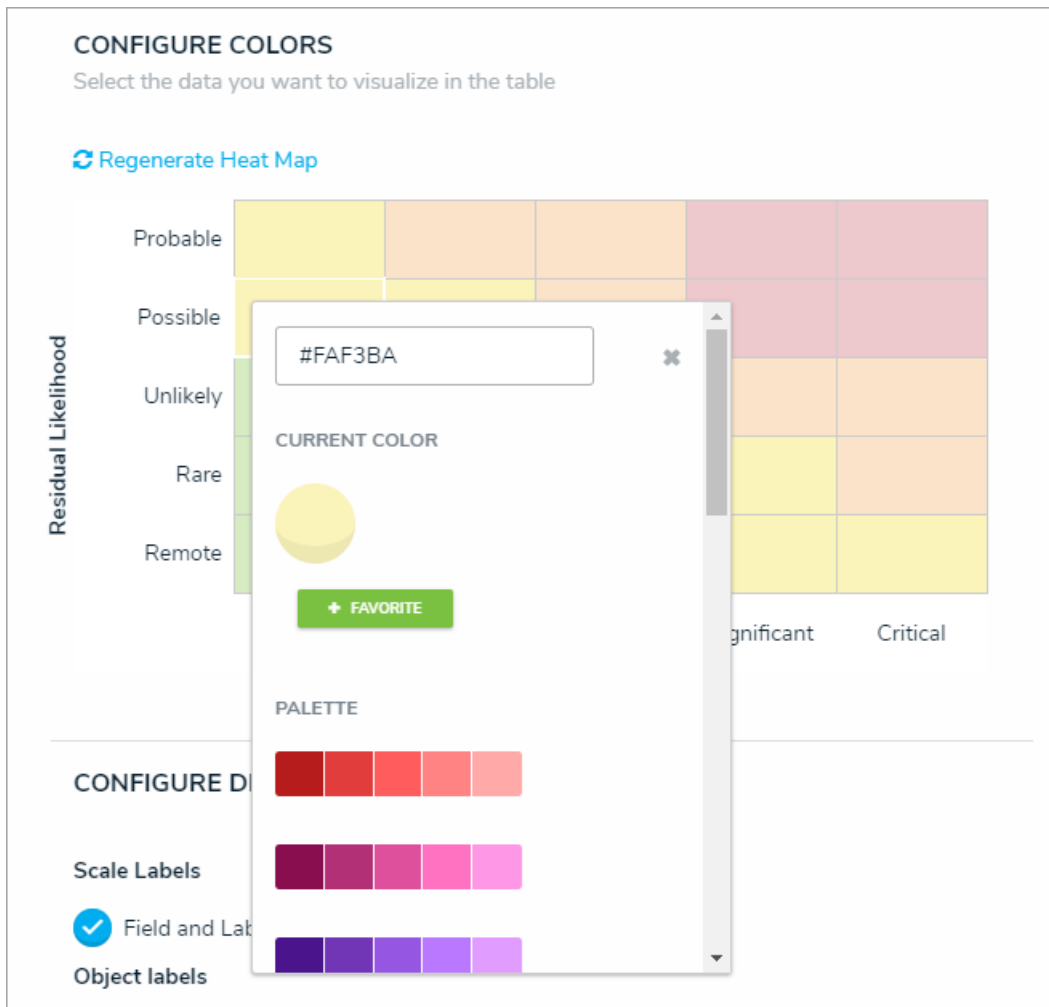 CONFIGURE COLORS
Select the data you want to visualize in the table
Regenerate Heat Map
Residual Likelihood
Probable
Possible
Unlikely
Rare
Remote
gnificant
Critical
#FAF3BA
CURRENT COLOR
+ FAVORITE
PALETTE
CONFIGURE D
Scale Labels
Field and Lab
Object labels